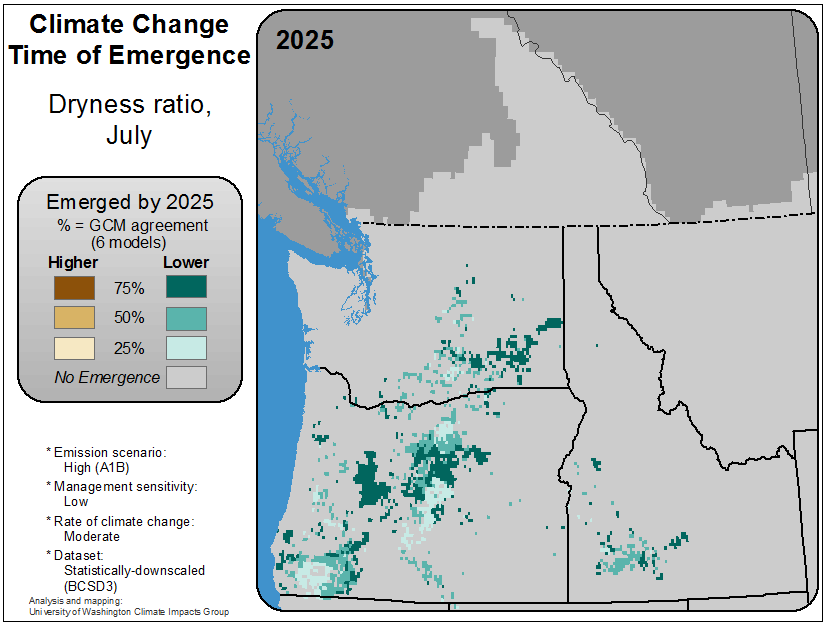 Climate Change
Time of Emergence
Dryness ratio,
July
2025
Emerged by 2025
% = GCM agreement
(6 models)
Higher Lower
75%
50%
25%
No Emergence
* Emission scenario:
High (A1B)
* Management sensitivity:
Low
* Rate of climate change:
Moderate
* Dataset:
Statistically-downscaled
(BCSD3)
Analysis and mapping:
University of Washington Climate Impacts Group